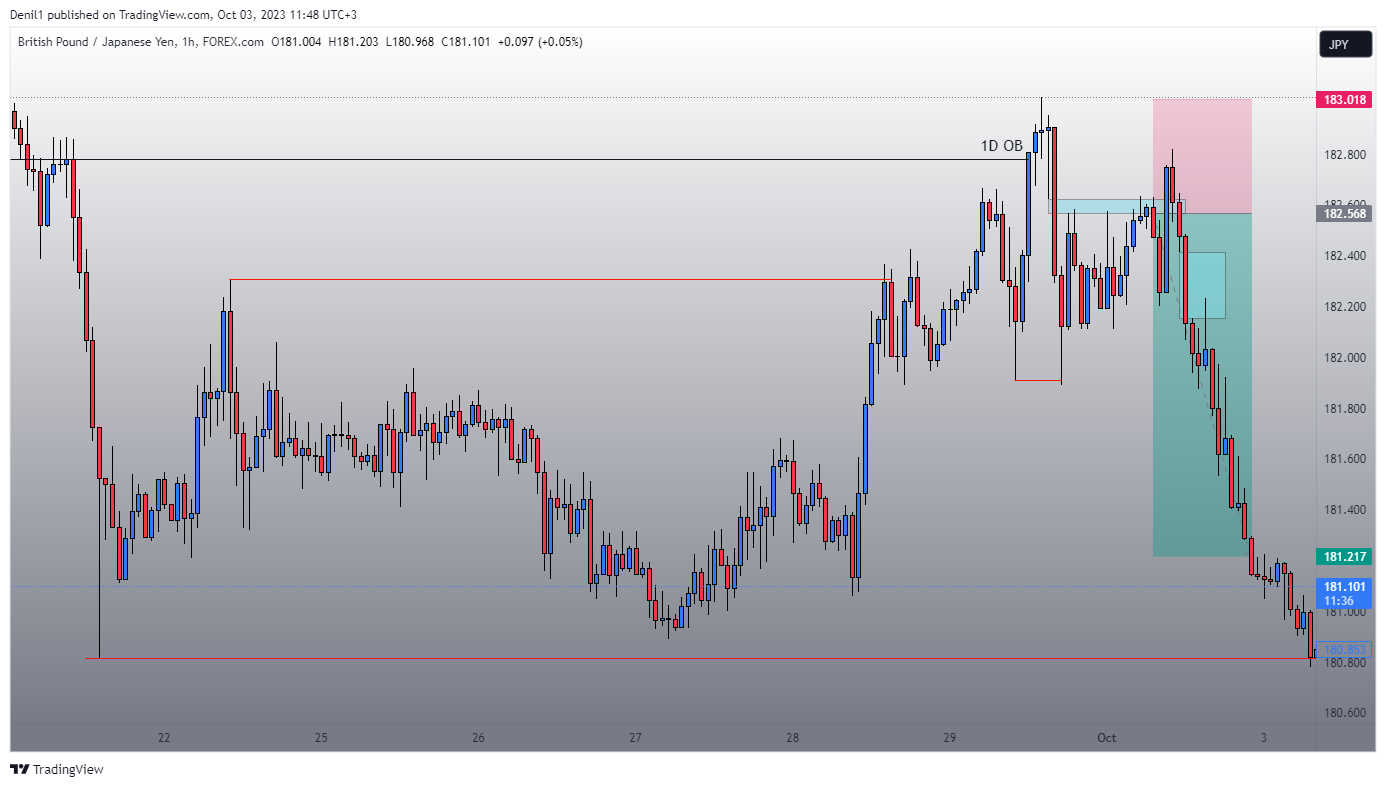 Denil1 published on TradingView.com, Oct 03, 2023 11:48 UTC+3
British Pound / Japanese Yen, 1h, FOREX.com O181.004 H181.203 L180.968 C181.101 +0.097 (+0.05%)
JPY
183.018
1D OB
182.800
182.600
182.568
182.400
182.200
182.000
181.800
181.600
181.400
181.217
181.101
11:36
181.000
180.853
180.800
180.600
22 25 26 27 28 29 Oct 3
TradingView